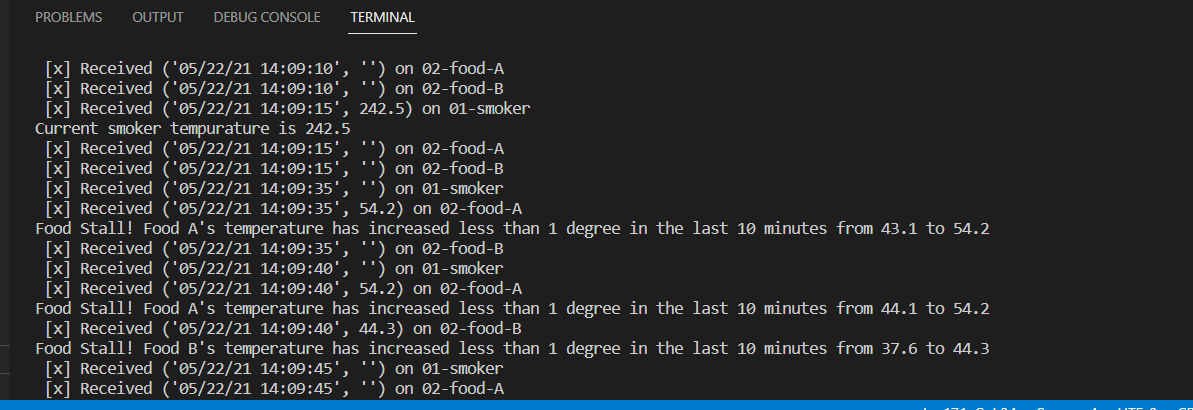 PROBLEMS OUTPUT DEBUG CONSOLE TERMINAL
[x] Received ('05/22/21 14:09:10', '') on 02-food-A
[x] Received ('05/22/21 14:09:10', '') on 02-food-B
[x] Received ('05/22/21 14:09:15', 242.5) on 01-smoker
Current smoker tempurature is 242.5
[x] Received ('05/22/21 14:09:15', '') on 02-food-A
[x] Received ('05/22/21 14:09:15', '') on 02-food-B
[x] Received ('05/22/21 14:09:35', '') on 01-smoker
[x] Received ('05/22/21 14:09:35', 54.2) on 02-food-A
Food Stall! Food A's temperature has increased less than 1 degree in the last 10 minutes from 43.1 to 54.2
[x] Received ('05/22/21 14:09:35', '') on 02-food-B
[x] Received ('05/22/21 14:09:40', '') on 01-smoker
[x] Received ('05/22/21 14:09:40', 54.2) on 02-food-A
Food Stall! Food A's temperature has increased less than 1 degree in the last 10 minutes from 44.1 to 54.2
[x] Received ('05/22/21 14:09:40', 44.3) on 02-food-B
Food Stall! Food B's temperature has increased less than 1 degree in the last 10 minutes from 37.6 to 44.3
[x] Received ('05/22/21 14:09:45', '') on 01-smoker
[x] Received ('05/22/21 14:09:45', '') on 02-food-A